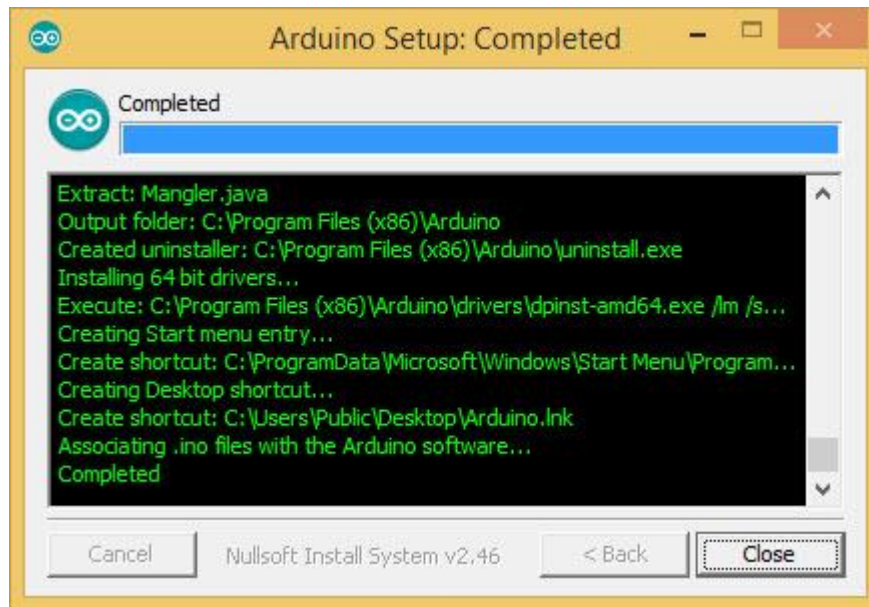 Arduino Setup: Completed
Completed
Extract: Mangler.java
Output folder: C:\Program Files (x86)\Arduino
Created uninstaller: C:\Program Files (x86)\Arduino\uninstall.exe
Installing 64 bit drivers...
Execute: C:\Program Files (x86)\Arduino\drivers\dpinst-amd64.exe /lm /s...
Creating Start menu entry...
Create shortcut: C:\ProgramData\Microsoft\Windows\Start Menu\Program...
Creating Desktop shortcut...
Create shortcut: C:\Users\Public\Desktop\Arduino.lnk
Associating .ino files with the Arduino software...
Completed
Cancel Nullsoft Install System v2.46 < Back Close